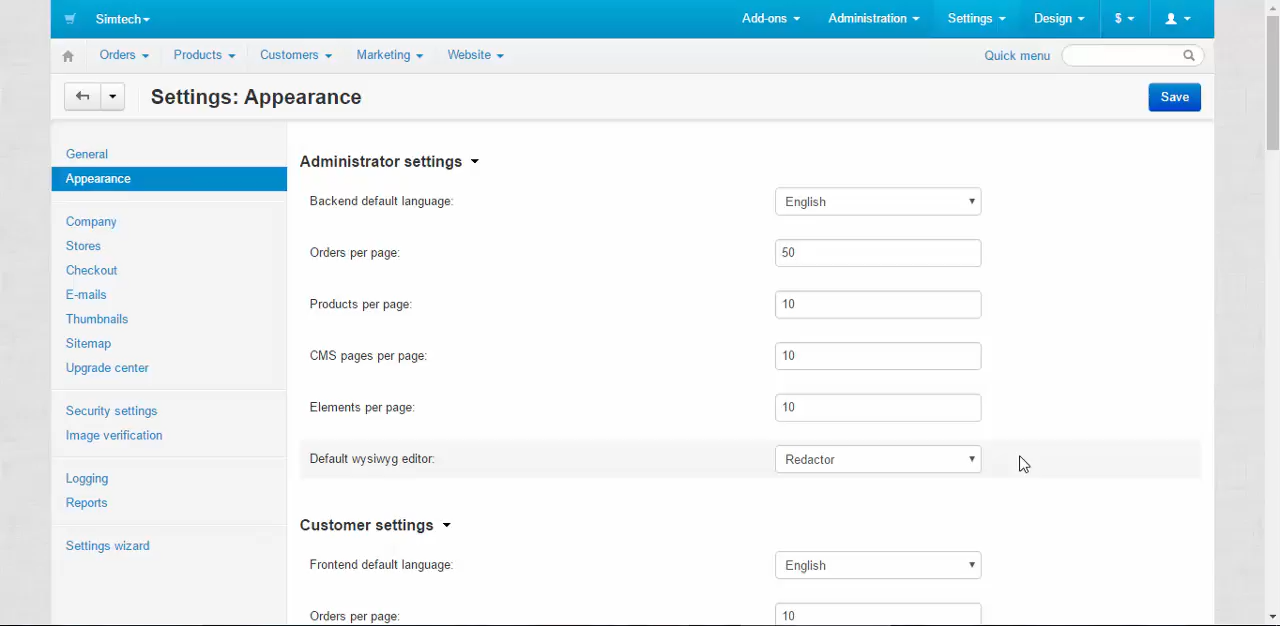 Simtech
Add-ons
Administration
Settings
Design
$
Orders
Products
Customers
Marketing
Website
Quick menu
Settings: Appearance
Save
General
Appearance
Company
Stores
Checkout
E-mails
Thumbnails
Sitemap
Upgrade center
Security settings
Image verification
Logging
Reports
Settings wizard
Administrator settings
Backend default language: English
Orders per page: 50
Products per page: 10
CMS pages per page: 10
Elements per page: 10
Default wysiwyg editor: Redactor
Customer settings
Frontend default language: English
Orders per page: 10